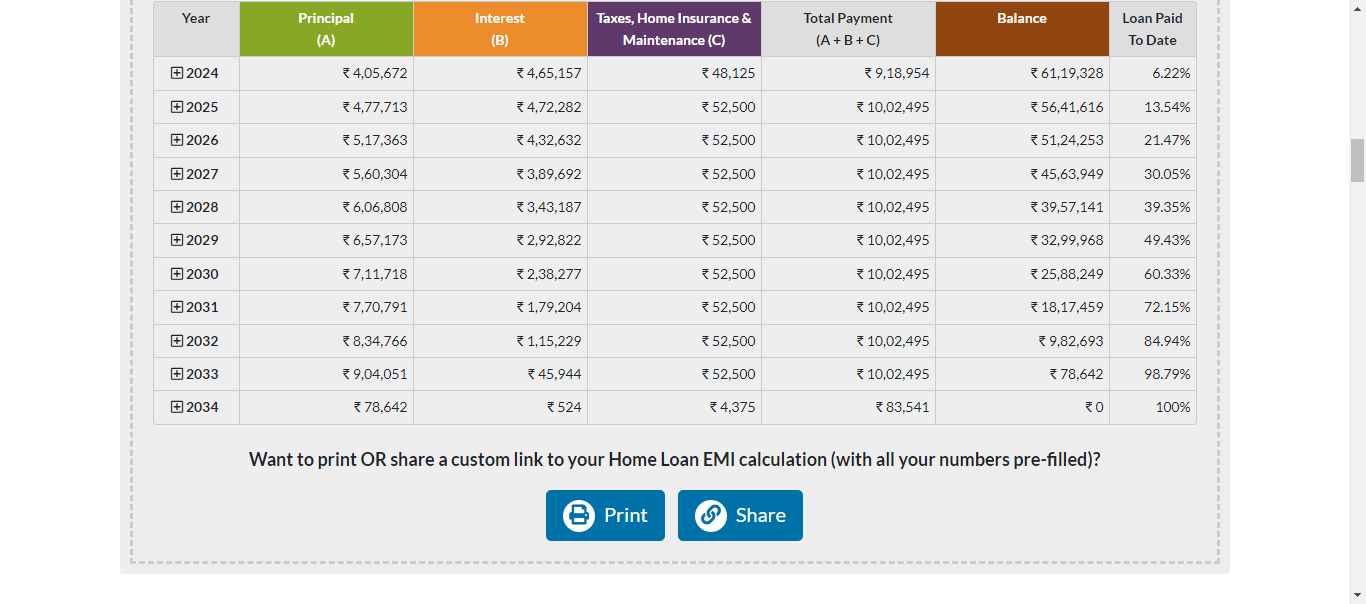 Year Principal (A) Interest (B) Taxes, Home Insurance & Maintenance (C) Total Payment (A + B + C) Balance Loan Paid To Date
2024 ₹ 4,05,672 ₹ 4,65,157 ₹ 48,125 ₹ 9,18,954 ₹ 61,19,328 6.22%
2025 ₹ 4,77,713 ₹ 4,72,282 ₹ 52,500 ₹ 10,02,495 ₹ 56,41,616 13.54%
2026 ₹ 5,17,363 ₹ 4,32,632 ₹ 52,500 ₹ 10,02,495 ₹ 51,24,253 21.47%
2027 ₹ 5,60,304 ₹ 3,89,692 ₹ 52,500 ₹ 10,02,495 ₹ 45,63,949 30.05%
2028 ₹ 6,06,808 ₹ 3,43,187 ₹ 52,500 ₹ 10,02,495 ₹ 39,57,141 39.35%
2029 ₹ 6,57,173 ₹ 2,92,822 ₹ 52,500 ₹ 10,02,495 ₹ 32,99,968 49.43%
2030 ₹ 7,11,718 ₹ 2,38,277 ₹ 52,500 ₹ 10,02,495 ₹ 25,88,249 60.33%
2031 ₹ 7,70,791 ₹ 1,79,204 ₹ 52,500 ₹ 10,02,495 ₹ 18,17,459 72.15%
2032 ₹ 8,34,766 ₹ 1,15,229 ₹ 52,500 ₹ 10,02,495 ₹ 9,82,693 84.94%
2033 ₹ 9,04,051 ₹ 45,944 ₹ 52,500 ₹ 10,02,495 ₹ 78,642 98.79%
2034 ₹ 78,642 ₹ 524 ₹ 4,375 ₹ 83,541 ₹ 0 100%
Want to print OR share a custom link to your Home Loan EMI calculation (with all your numbers pre-filled)?
Print Share